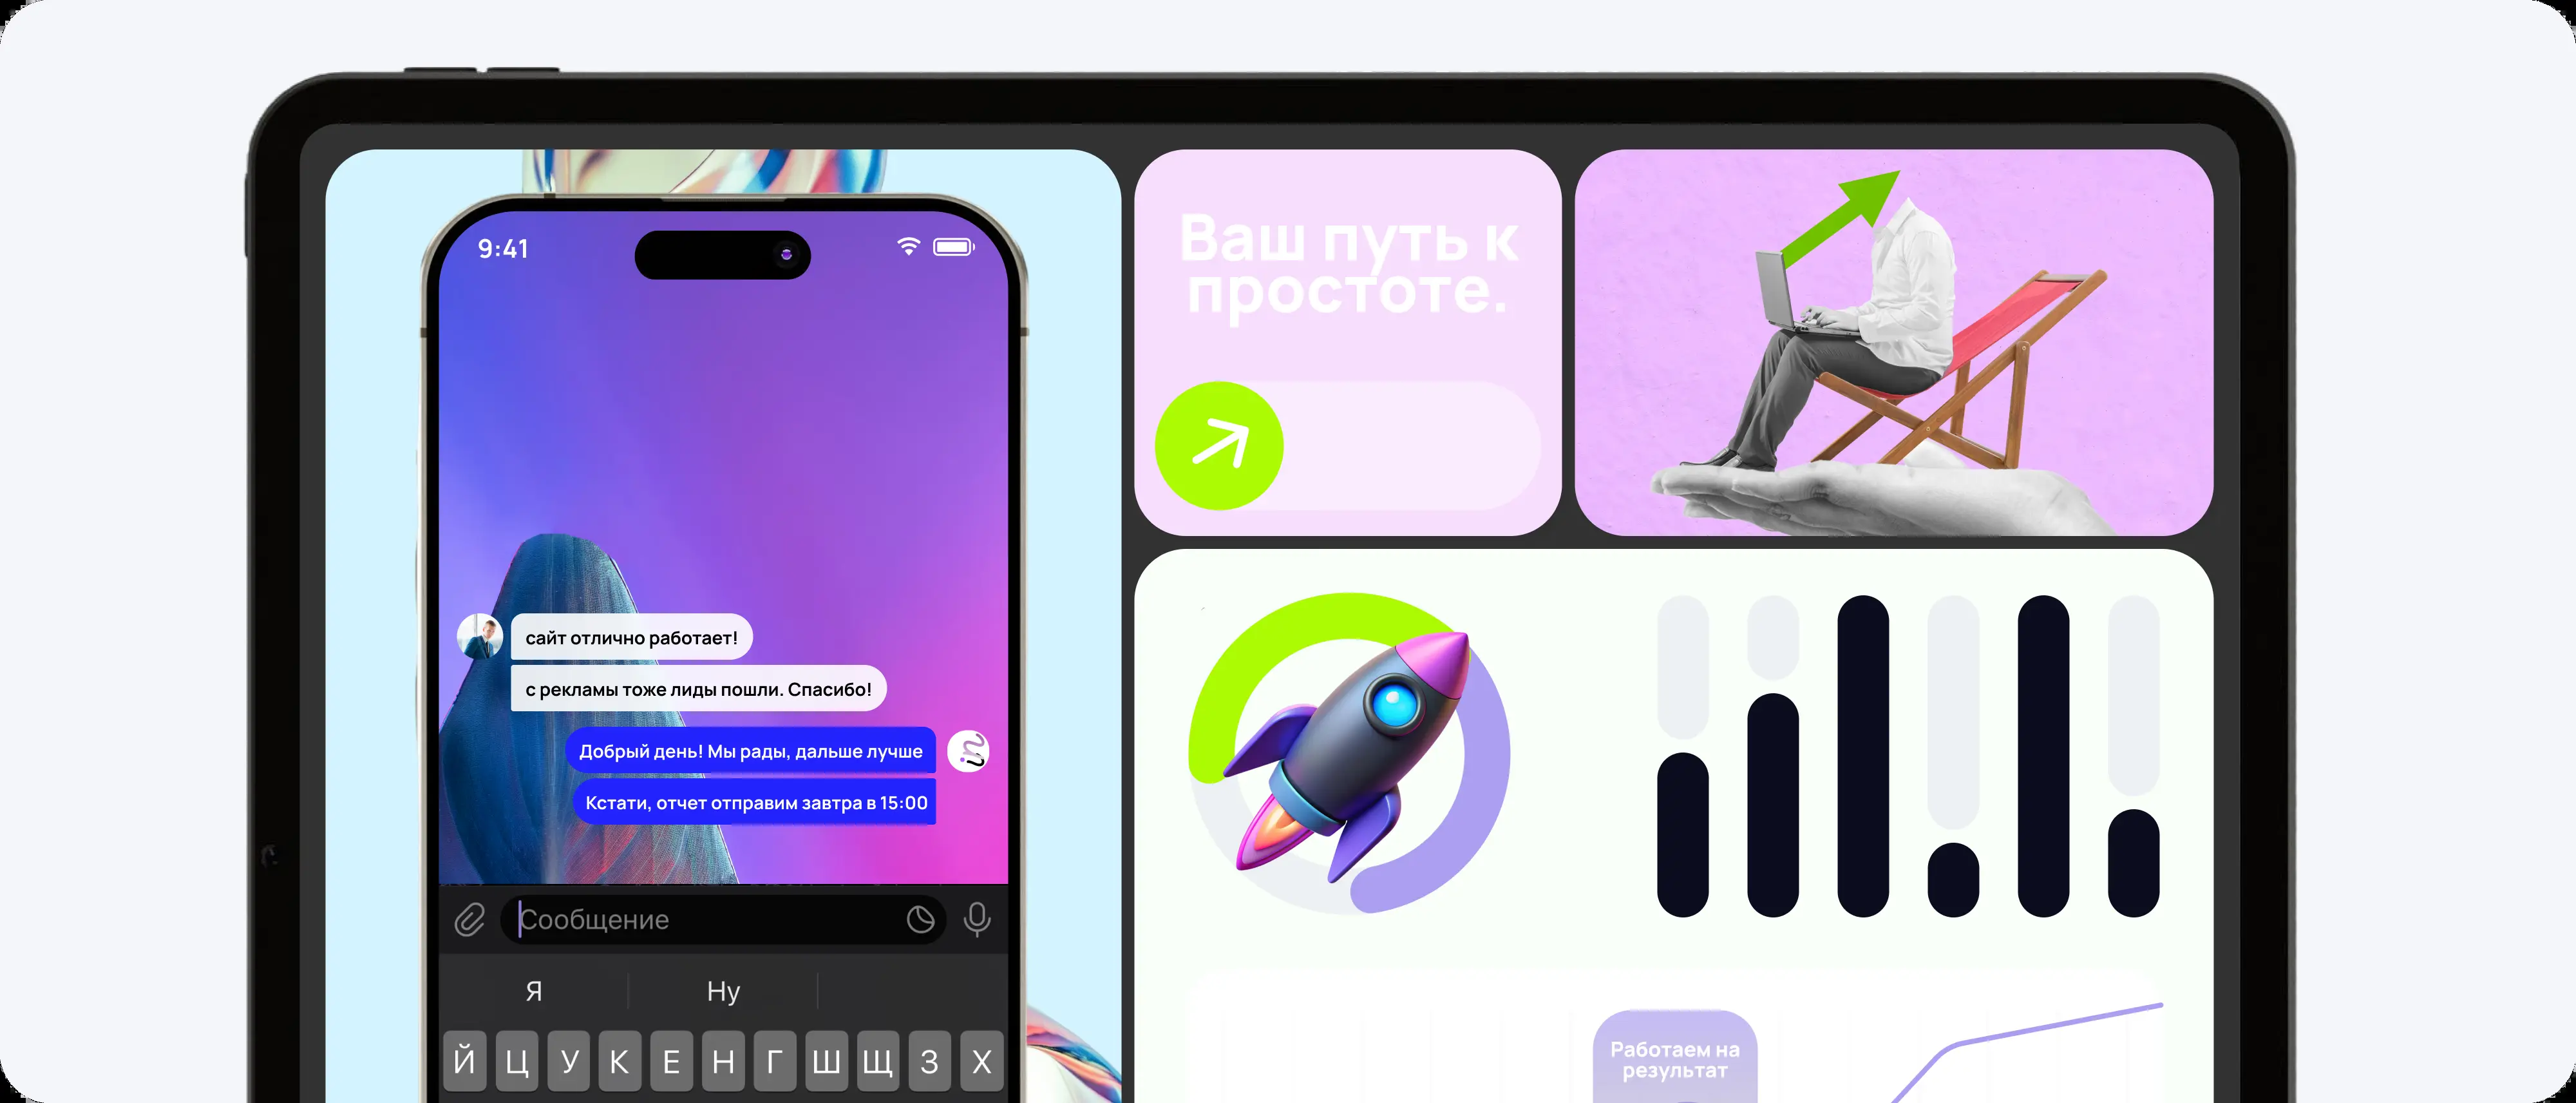 9:41
сайт отлично работает!
с рекламы тоже лиды пошли. Спасибо!
Добрый день! Мы рады, дальше лучше
Кстати, отчет отправим завтра в 15:00
Сообщение
Я Ну
Й Ц У К Е Н Г Ш Щ З Х
Ваш путь к
простоте.
Работаем на
результат